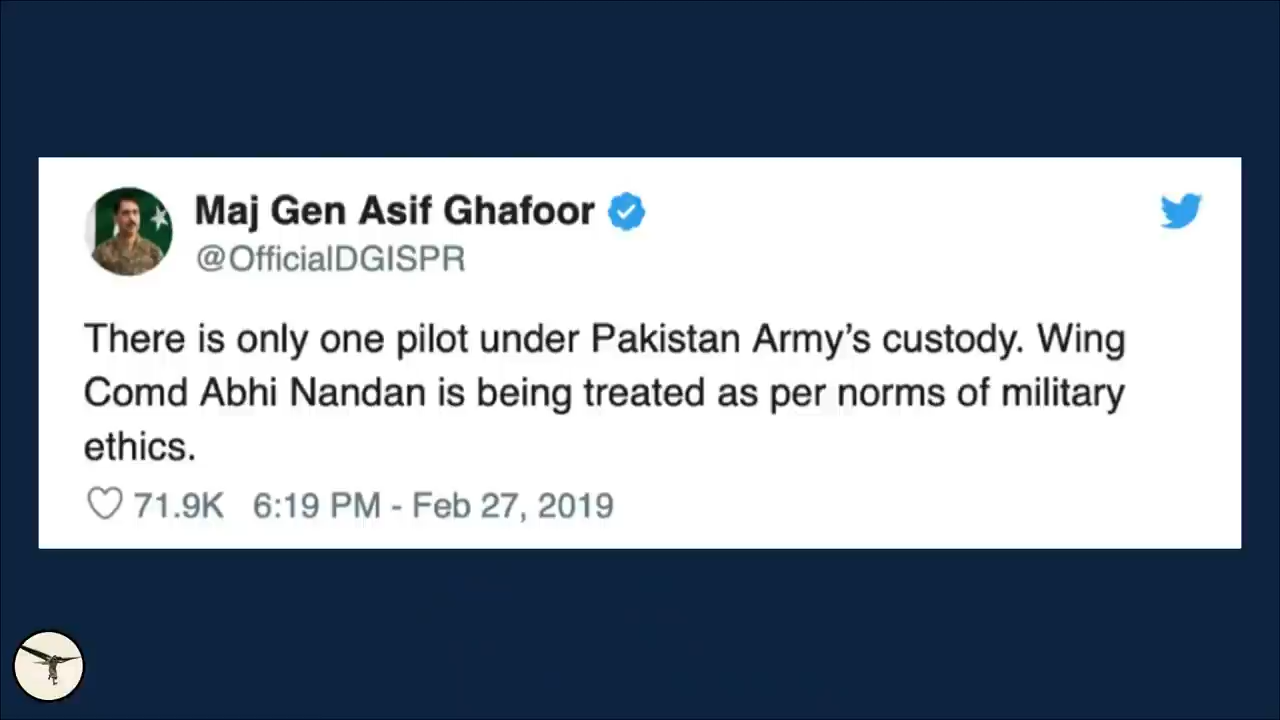 Maj Gen Asif Ghafoor
@OfficialDGISPR
There is only one pilot under Pakistan Army’s custody. Wing
Comd Abhi Nandan is being treated as per norms of military
ethics.
71.9K 6:19 PM - Feb 27, 2019